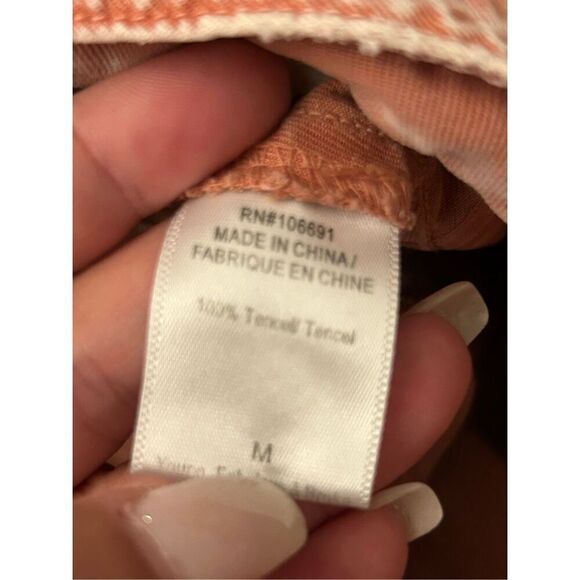 RN#106691
MADE IN CHINA/
FABRIQUE EN CHINE
100% Tencel/ Tencel
M